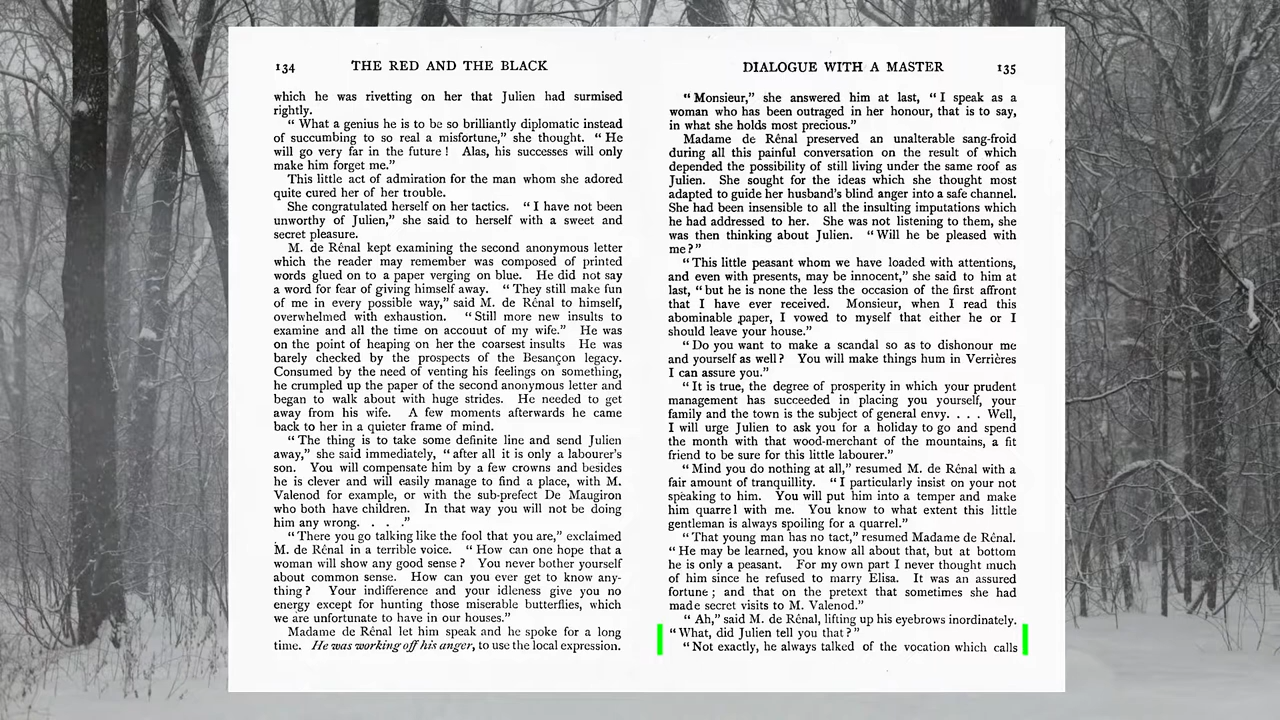 134 THE RED AND THE BLACK
which he was rivetting on her that Julien had surmised
rightly.
“ What a genius he is to be so brilliantly diplomatic instead
of succumbing to so real a misfortune,” she thought. “ He
will go very far in the future ! Alas, his successes will only
make him forget me.”
This little act of admiration for the man whom she adored
quite cured her of her trouble.
She congratulated herself on her tactics. “ I have not been
unworthy of Julien,” she said to herself with a sweet and
secret pleasure.
M. de Rénal kept examining the second anonymous letter
which the reader may remember was composed of printed
words glued on to a paper verging on blue. He did not say
a word for fear of giving himself away. “ They still make fun
of me in every possible way,” said M. de Rénal to himself,
overwhelmed with exhaustion. “ Still more new insults to
examine and all the time on account of my wife.” He was
on the point of heaping on her the coarsest insults He was
barely checked by the prospects of the Besançon legacy.
Consumed by the need of venting his feelings on something,
he crumpled up the paper of the second anonymous letter and
began to walk about with huge strides. He needed to get
away from his wife. A few moments afterwards he came
back to her in a quieter frame of mind.
“ The thing is to take some definite line and send Julien
away,” she said immediately, “ after all it is only a labourer's
son. You will compensate him by a few crowns and besides
he is clever and will easily manage to find a place, with M.
Valenod for example, or with the sub-prefect De Maugiron
who both have children. In that way you will not be doing
him any wrong. . . .”
“ There you go talking like the fool that you are,” exclaimed
M. de Rénal in a terrible voice. “ How can one hope that a
woman will show any good sense ? You never bother yourself
about common sense. How can you ever get to know any-
thing ? Your indifference and your idleness give you no
energy except for hunting those miserable butterflies, which
we are unfortunate to have in our houses.”
Madame de Rénal let him speak and he spoke for a long
time. He was working off his anger, to use the local expression.
DIALOGUE WITH A MASTER 135
“ Monsieur,” she answered him at last, “ I speak as a
woman who has been outraged in her honour, that is to say,
in what she holds most precious.”
Madame de Rénal preserved an unalterable sang-froid
during all this painful conversation on the result of which
depended the possibility of still living under the same roof as
Julien. She sought for the ideas which she thought most
adapted to guide her husband's blind anger into a safe channel.
She had been insensible to all the insulting imputations which
he had addressed to her. She was not listening to them, she
was then thinking about Julien. “ Will he be pleased with
me ? ”
“ This little peasant whom we have loaded with attentions,
and even with presents, may be innocent,” she said to him at
last, “ but he is none the less the occasion of the first affront
that I have ever received. Monsieur, when I read this
abominable paper, I vowed to myself that either he or I
should leave your house.”
“ Do you want to make a scandal so as to dishonour me
and yourself as well ? You will make things hum in Verrières
I can assure you.”
“ It is true, the degree of prosperity in which your prudent
management has succeeded in placing you yourself, your
family and the town is the subject of general envy. . . . Well,
I will urge Julien to ask you for a holiday to go and spend
the month with that wood-merchant of the mountains, a fit
friend to be sure for this little labourer.”
“ Mind you do nothing at all,” resumed M. de Rénal with a
fair amount of tranquillity. “ I particularly insist on your not
speaking to him. You will put him into a temper and make
him quarrel with me. You know to what extent this little
gentleman is always spoiling for a quarrel.”
“ That young man has no tact,” resumed Madame de Rénal.
“ He may be learned, you know all about that, but at bottom
he is only a peasant. For my own part I never thought much
of him since he refused to marry Elisa. It was an assured
fortune ; and that on the pretext that sometimes she had
made secret visits to M. Valenod.”
“ Ah,” said M. de Rénal, lifting up his eyebrows inordinately.
“ What, did Julien tell you that ? ”
“ Not exactly, he always talked of the vocation which calls